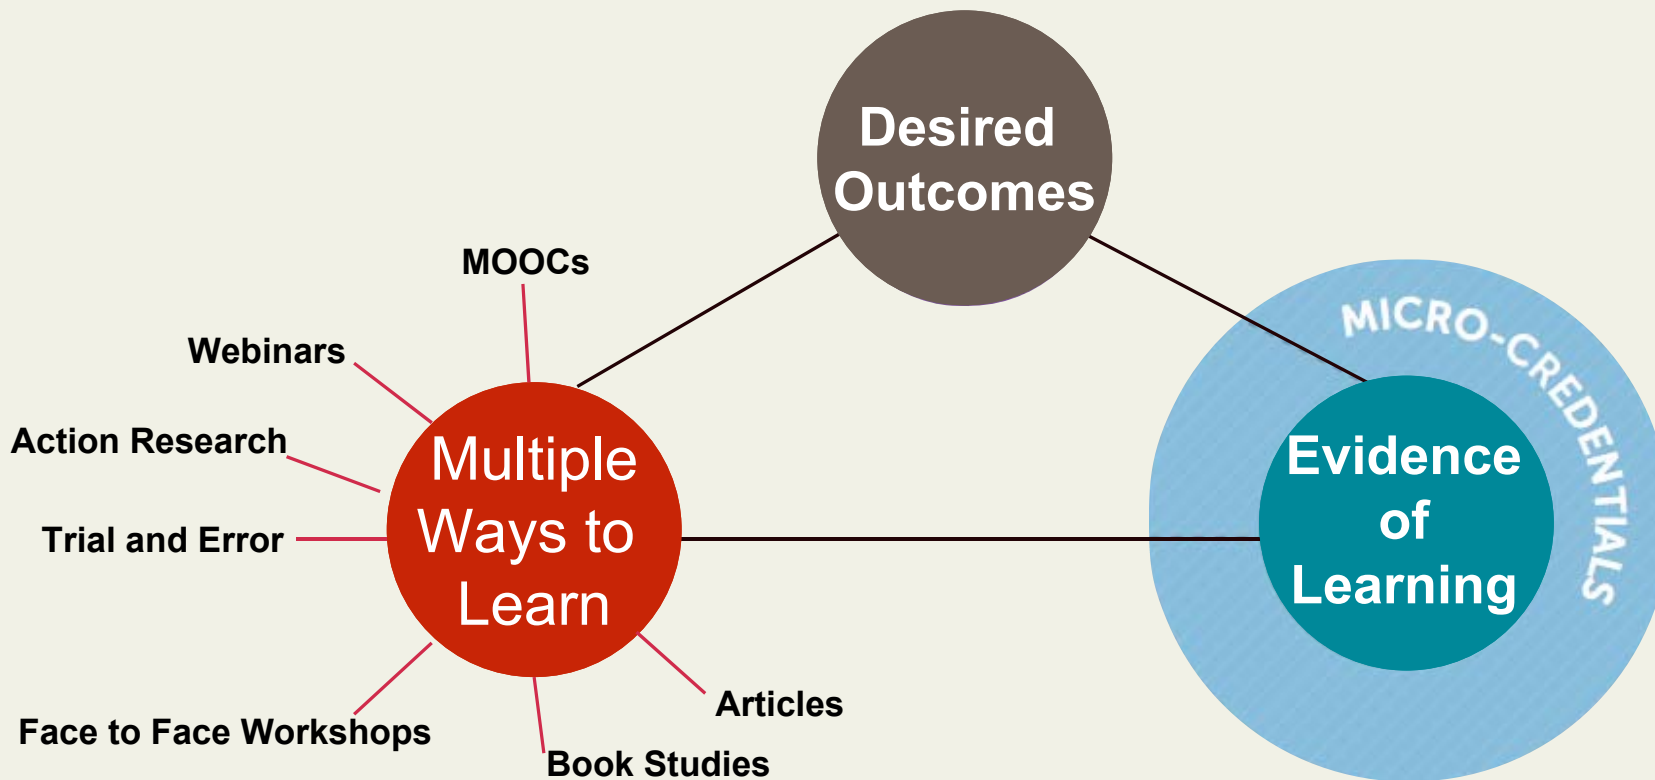 Desired
Outcomes
MOOCs
Webinars
Action Research
Trial and Error
Multiple
Ways to
Learn
Face to Face Workshops
Book Studies
Articles
MICRO-CREDENTIALS
Evidence
of
Learning